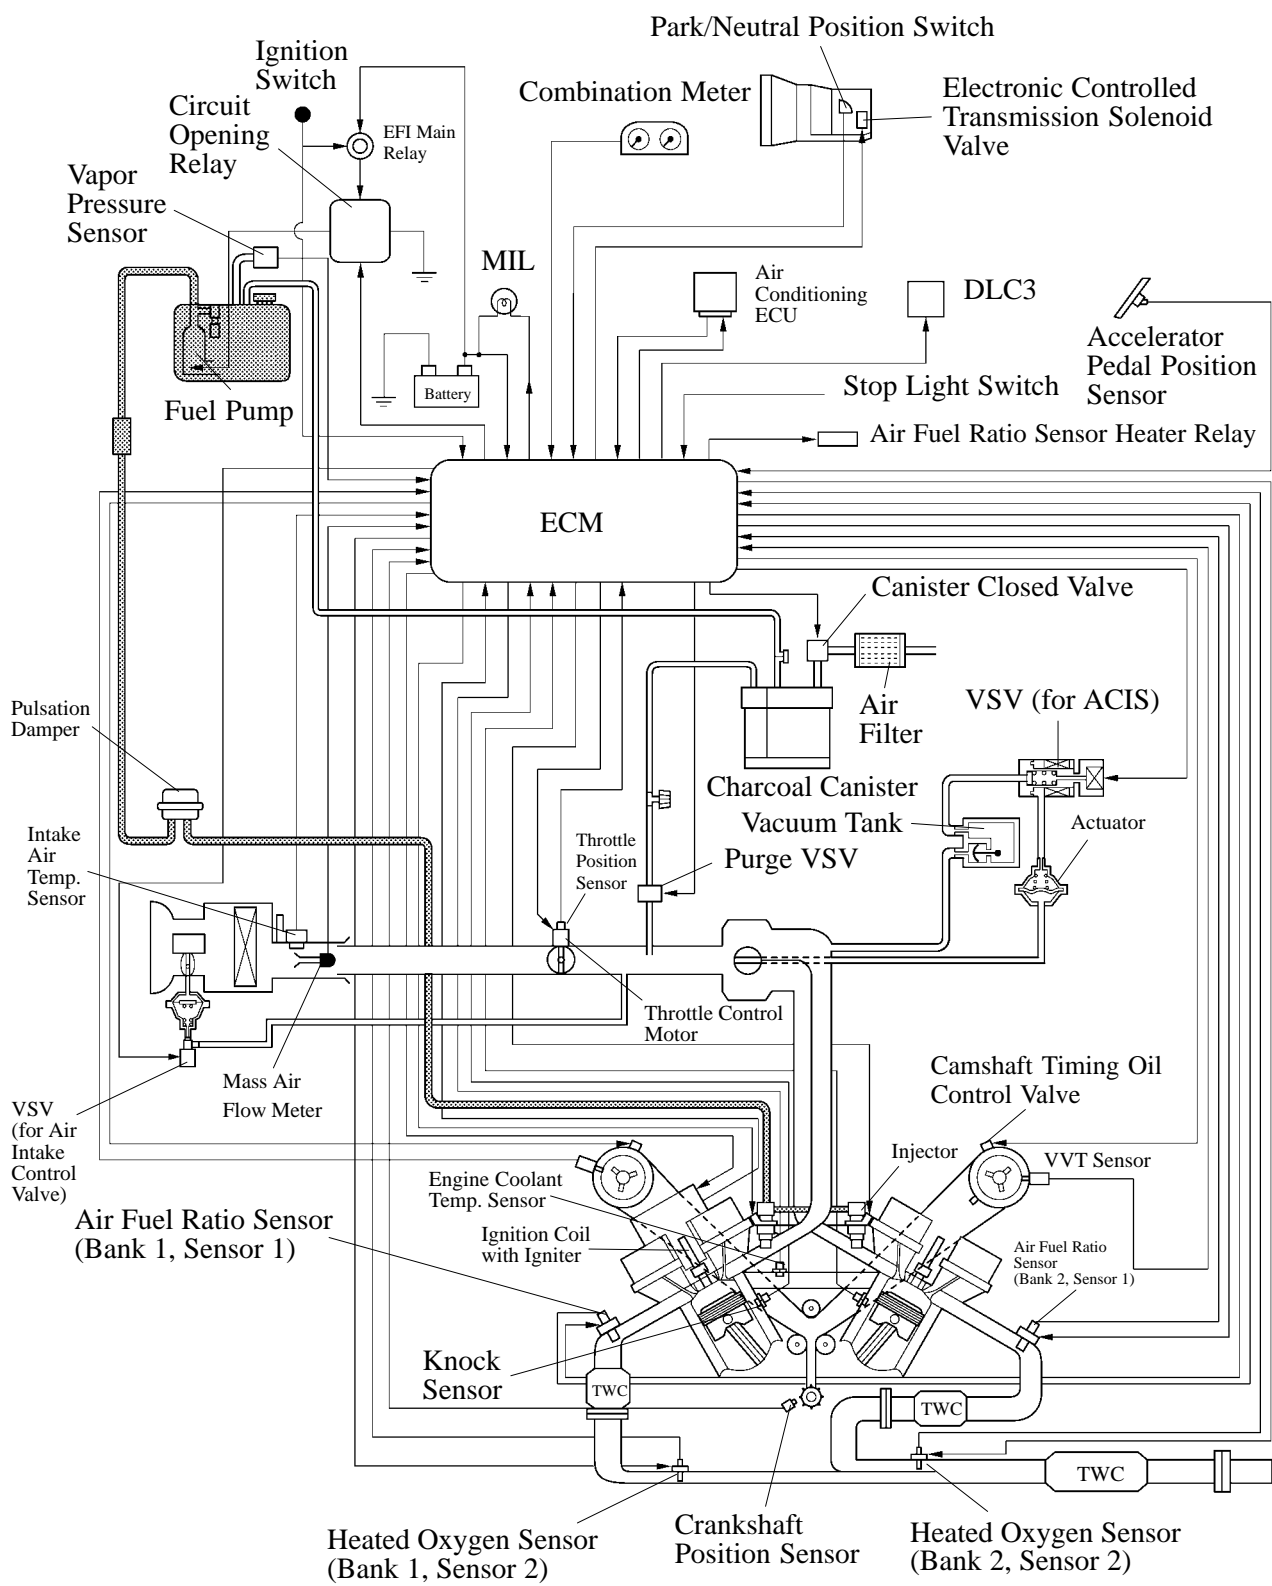 Park/Neutral Position Switch
Ignition
Switch
Combination Meter
Electronic Controlled
Transmission Solenoid
Valve
Circuit
Opening
Relay
EFI Main
Relay
Vapor
Pressure
Sensor
MIL
Air
Conditioning
ECU
DLC3
Accelerator
Pedal Position
Sensor
Battery
Fuel Pump
Stop Light Switch
Air Fuel Ratio Sensor Heater Relay
ECM
Canister Closed Valve
Air
Filter
VSV (for ACIS)
Pulsation
Damper
Charcoal Canister
Vacuum Tank
Actuator
Purge VSV
Intake
Air
Temp.
Sensor
Throttle
Position
Sensor
Throttle Control
Motor
Mass Air
Flow Meter
VSV
(for Air
Intake
Control
Valve)
Camshaft Timing Oil
Control Valve
Injector
VVT Sensor
Engine Coolant
Temp. Sensor
Air Fuel Ratio Sensor
(Bank 1, Sensor 1)
Ignition Coil
with Igniter
Air Fuel Ratio
Sensor
(Bank 2, Sensor 1)
Knock
Sensor
TWC
TWC
TWC
Heated Oxygen Sensor
(Bank 1, Sensor 2)
Crankshaft
Position Sensor
Heated Oxygen Sensor
(Bank 2, Sensor 2)